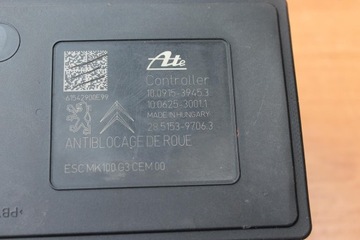 Ate
Controller
10.0915-3945.3
10.0625-3001.1
MADE IN HUNGARY
28.5153-9706.3
61542900E99
ANTIBLOCAGE DE ROUE
ESC MK100 G3 CEM 00